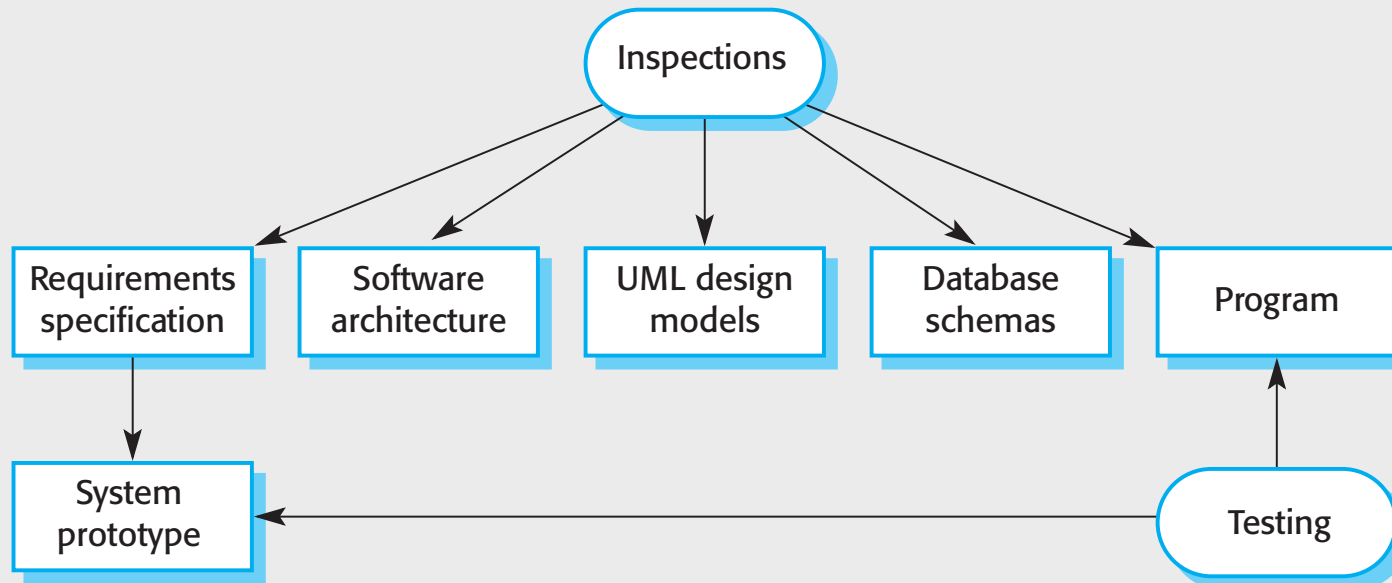 Inspections
Requirements
specification
Software
architecture
UML design
models
Database
schemas
Program
System
prototype
Testing